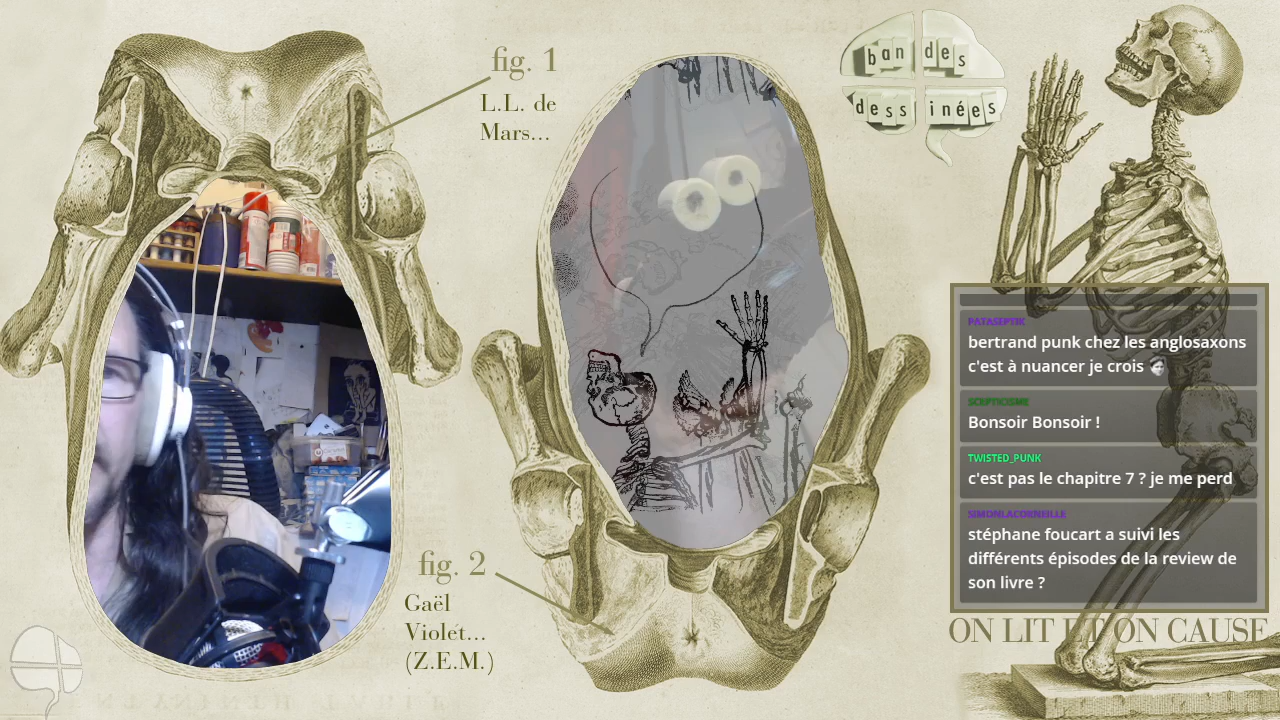 fig. 1
L.L. de
Mars...
ban des
dess inées
PATASEPTIK
bertrand punk chez les anglosaxons
c'est à nuancer je crois
SCEPTICISME
Bonsoir Bonsoir !
TWISTED_PUNK
c'est pas le chapitre 7 ? je me perd
SIMONLACORNEILLE
stéphane foucart a suivi les
différents épisodes de la review de
son livre ?
fig. 2
Gaël
Violet...
(Z.E.M.)
ON LIT ET ON CAUSE